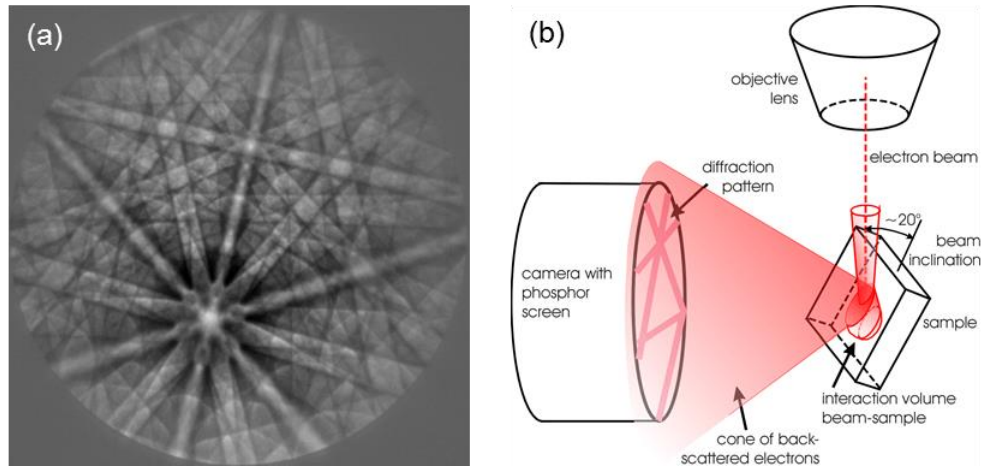 (a)
(b)
objective
lens
electron beam
diffraction
pattern
~20°
beam
inclination
camera with
phosphor
screen
sample
interaction volume
beam-sample
cone of back-
scattered electrons